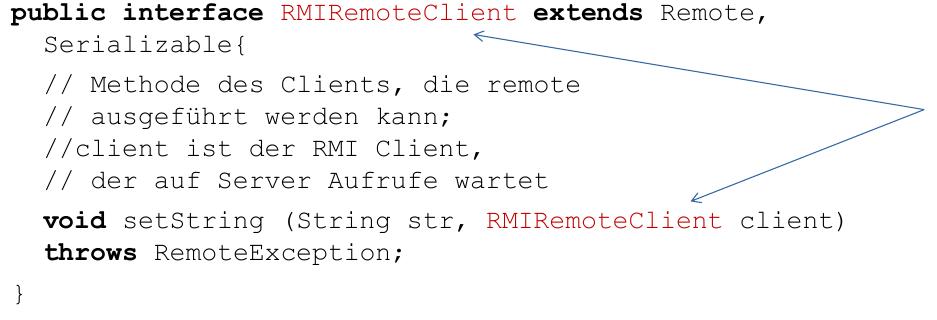 public interface RMIRemoteClient extends Remote,
Serializable{
// Methode des Clients, die remote
// ausgeführt werden kann;
//client ist der RMI Client,
// der auf Server Aufrufe wartet
void setString (String str, RMIRemoteClient client)
throws RemoteException;
}